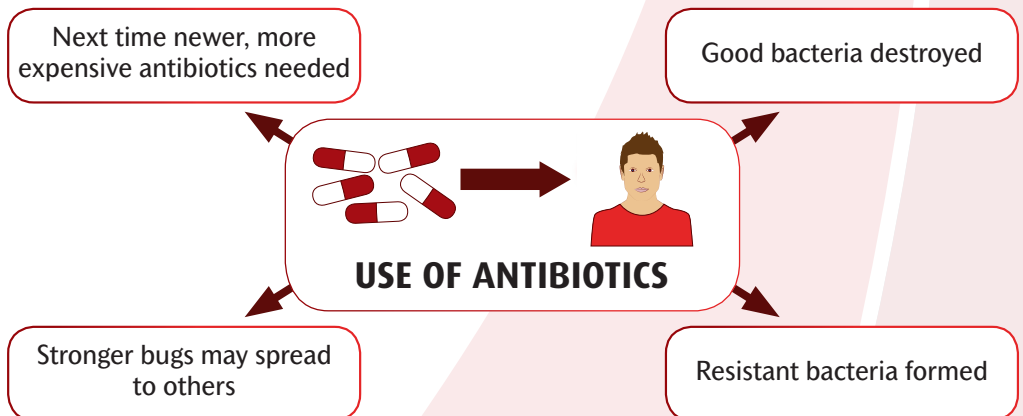 Next time newer, more
expensive antibiotics needed
Good bacteria destroyed
USE OF ANTIBIOTICS
Stronger bugs may spread
to others
Resistant bacteria formed